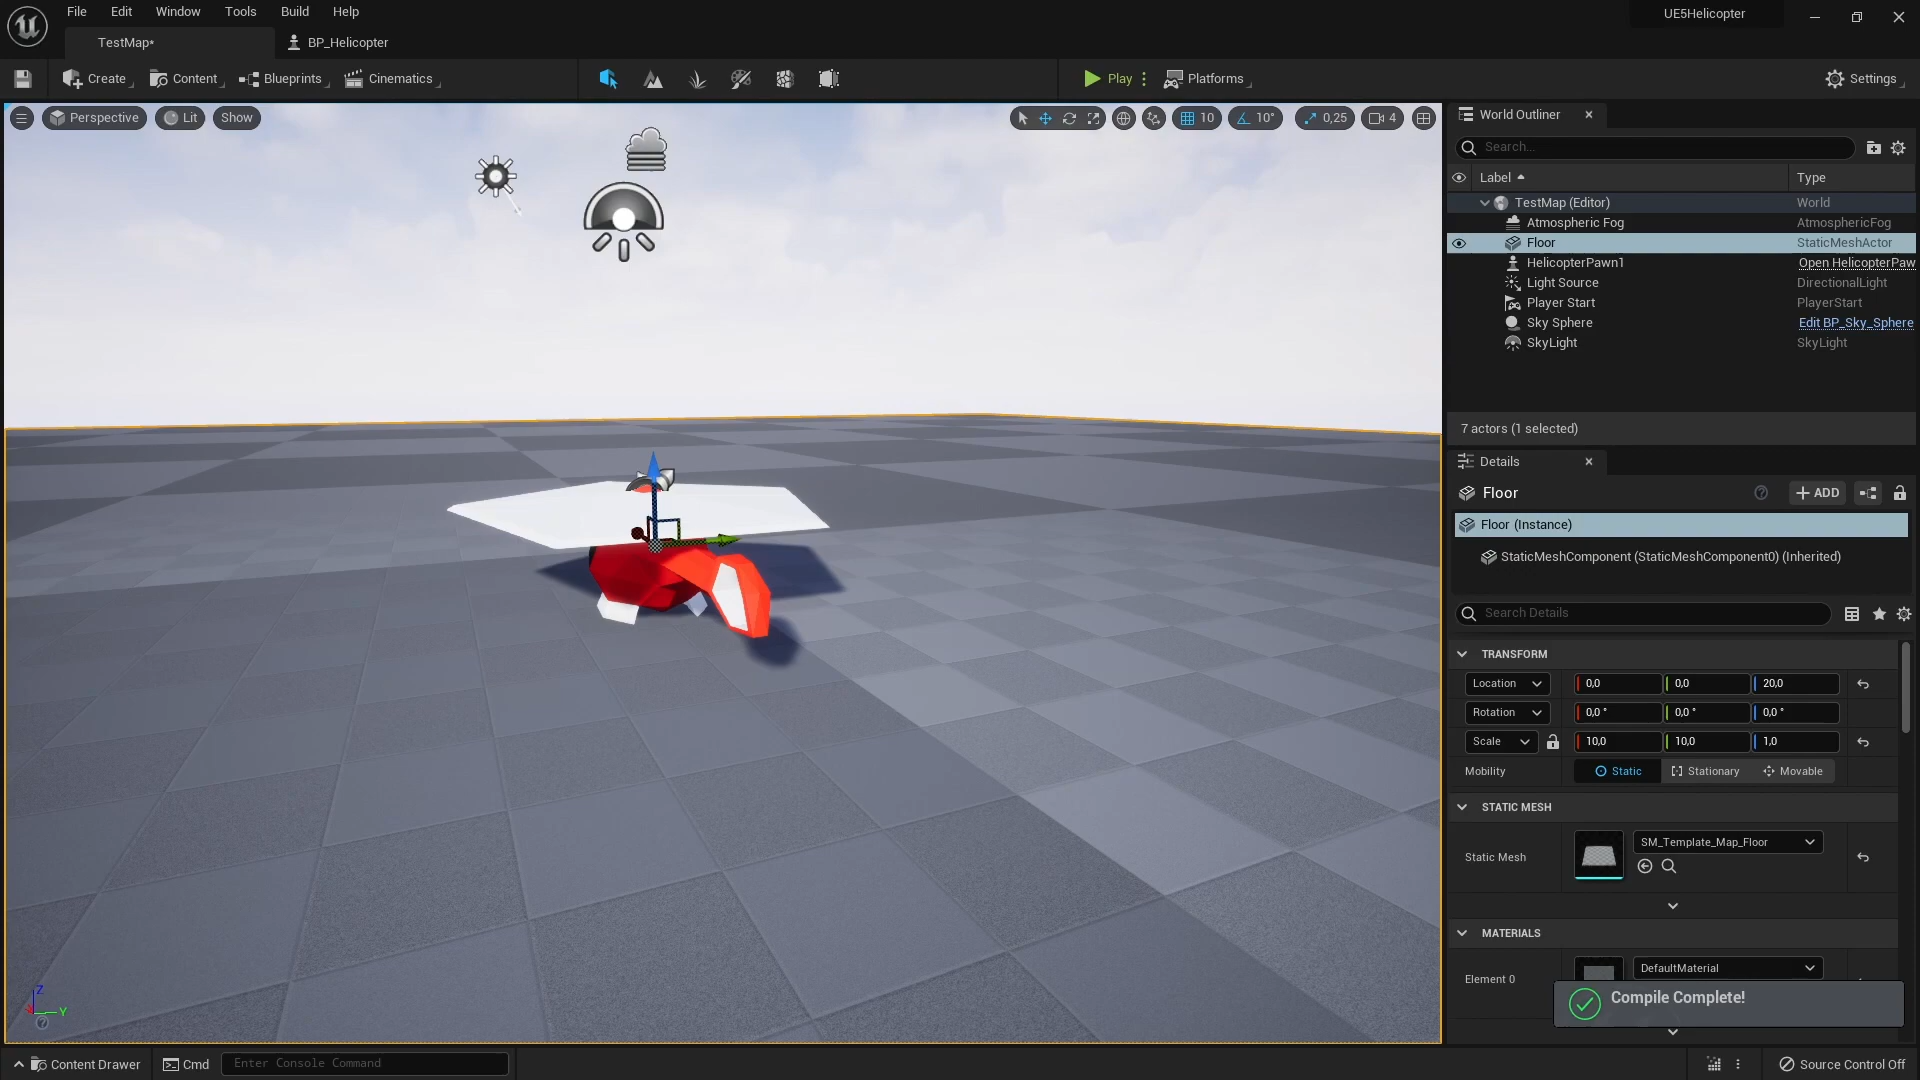 File Edit Window Tools Build Help
UE5Helicopter
TestMap*
BP_Helicopter
Create Content Blueprints Cinematics
Play Platforms
Settings
Perspective Lit Show
10 10° 0,25 4
World Outliner
Search...
Label Type
TestMap (Editor) World
Atmospheric Fog AtmosphericFog
Floor StaticMeshActor
HelicopterPawn1 Open HelicopterPaw
Light Source DirectionalLight
Player Start PlayerStart
Sky Sphere Edit BP_Sky_Sphere
SkyLight SkyLight
7 actors (1 selected)
Details
Floor
ADD
Floor (Instance)
StaticMeshComponent (StaticMeshComponent0) (Inherited)
Search Details
TRANSFORM
Location 0,0 0,0 20,0
Rotation 0,0 ° 0,0 ° 0,0 °
Scale 10,0 10,0 1,0
Mobility Static Stationary Movable
STATIC MESH
Static Mesh SM_Template_Map_Floor
MATERIALS
Element 0 DefaultMaterial
Compile Complete!
Z
Y
Content Drawer
Cmd
Enter Console Command
Source Control Off